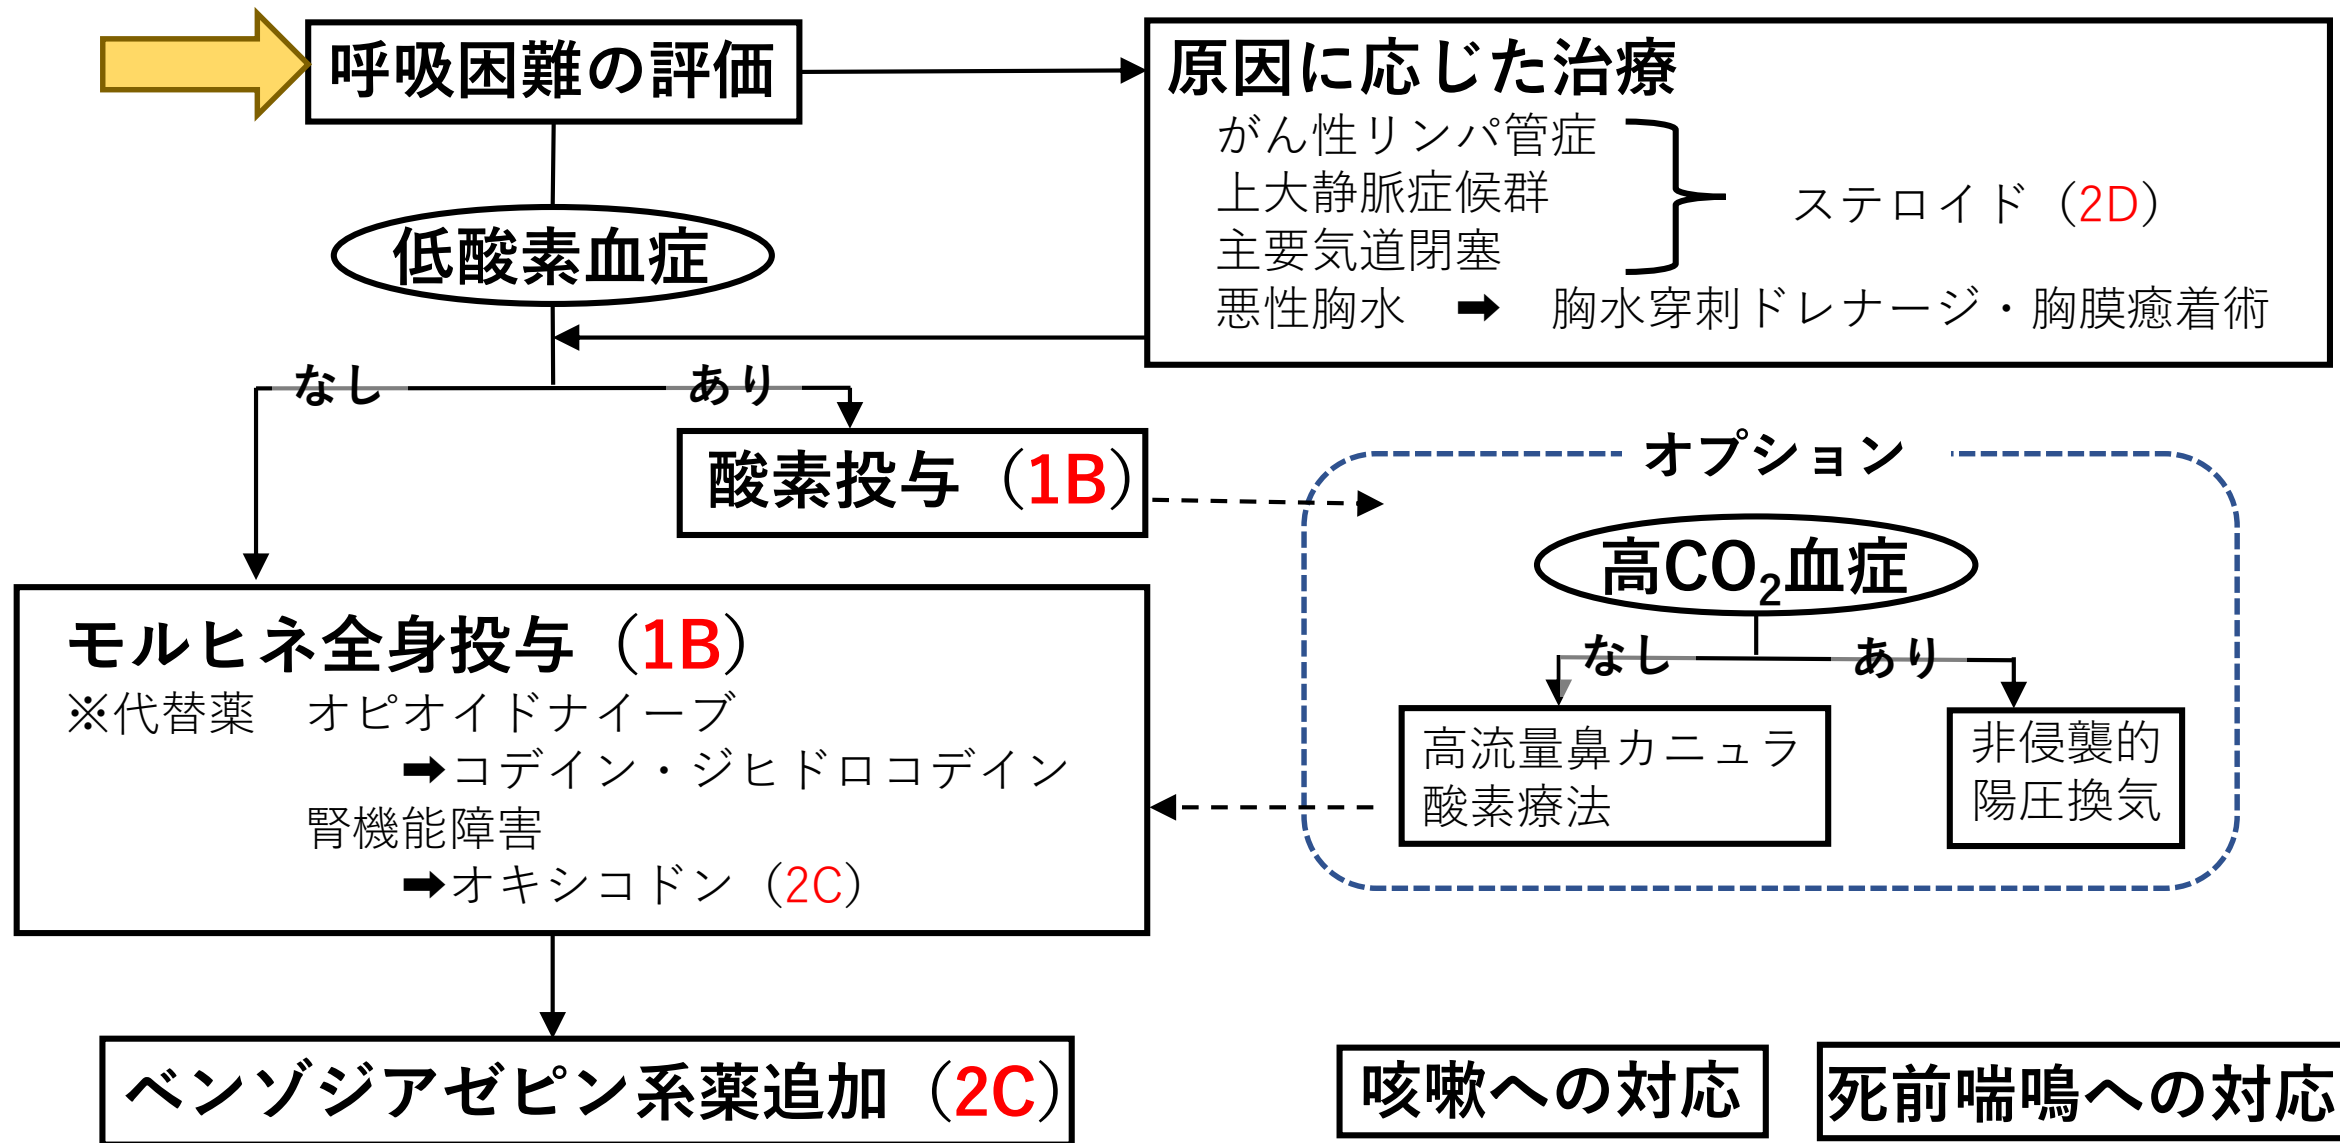 呼吸困難の評価
原因に応じた治療
がん性リンパ管症
上大静脈症候群
主要気道閉塞
ステロイド（2D）
悪性胸水 ➡ 胸水穿刺ドレナージ・胸膜癒着術
低酸素血症
なし
あり
酸素投与（1B）
オプション
高CO₂血症
なし
あり
高流量鼻カニュラ
酸素療法
非侵襲的
陽圧換気
モルヒネ全身投与（1B）
※代替薬 オピオイドナイーブ
➡コデイン・ジヒドロコデイン
腎機能障害
➡オキシコドン（2C）
ベンゾジアゼピン系薬追加（2C）
咳嗽への対応
死前喘鳴への対応